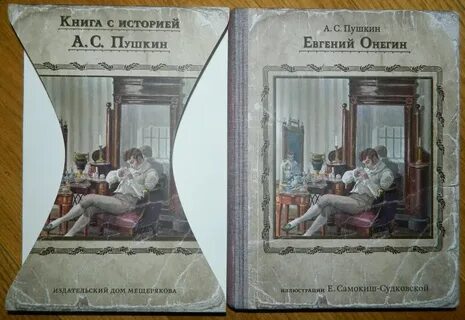 Книга с историей
А. С. Пушкин
Издательский дом Мещерякова
А. С. Пушкин
Евгений Онегин
иллюстрации Е. Самокиш-Судковской